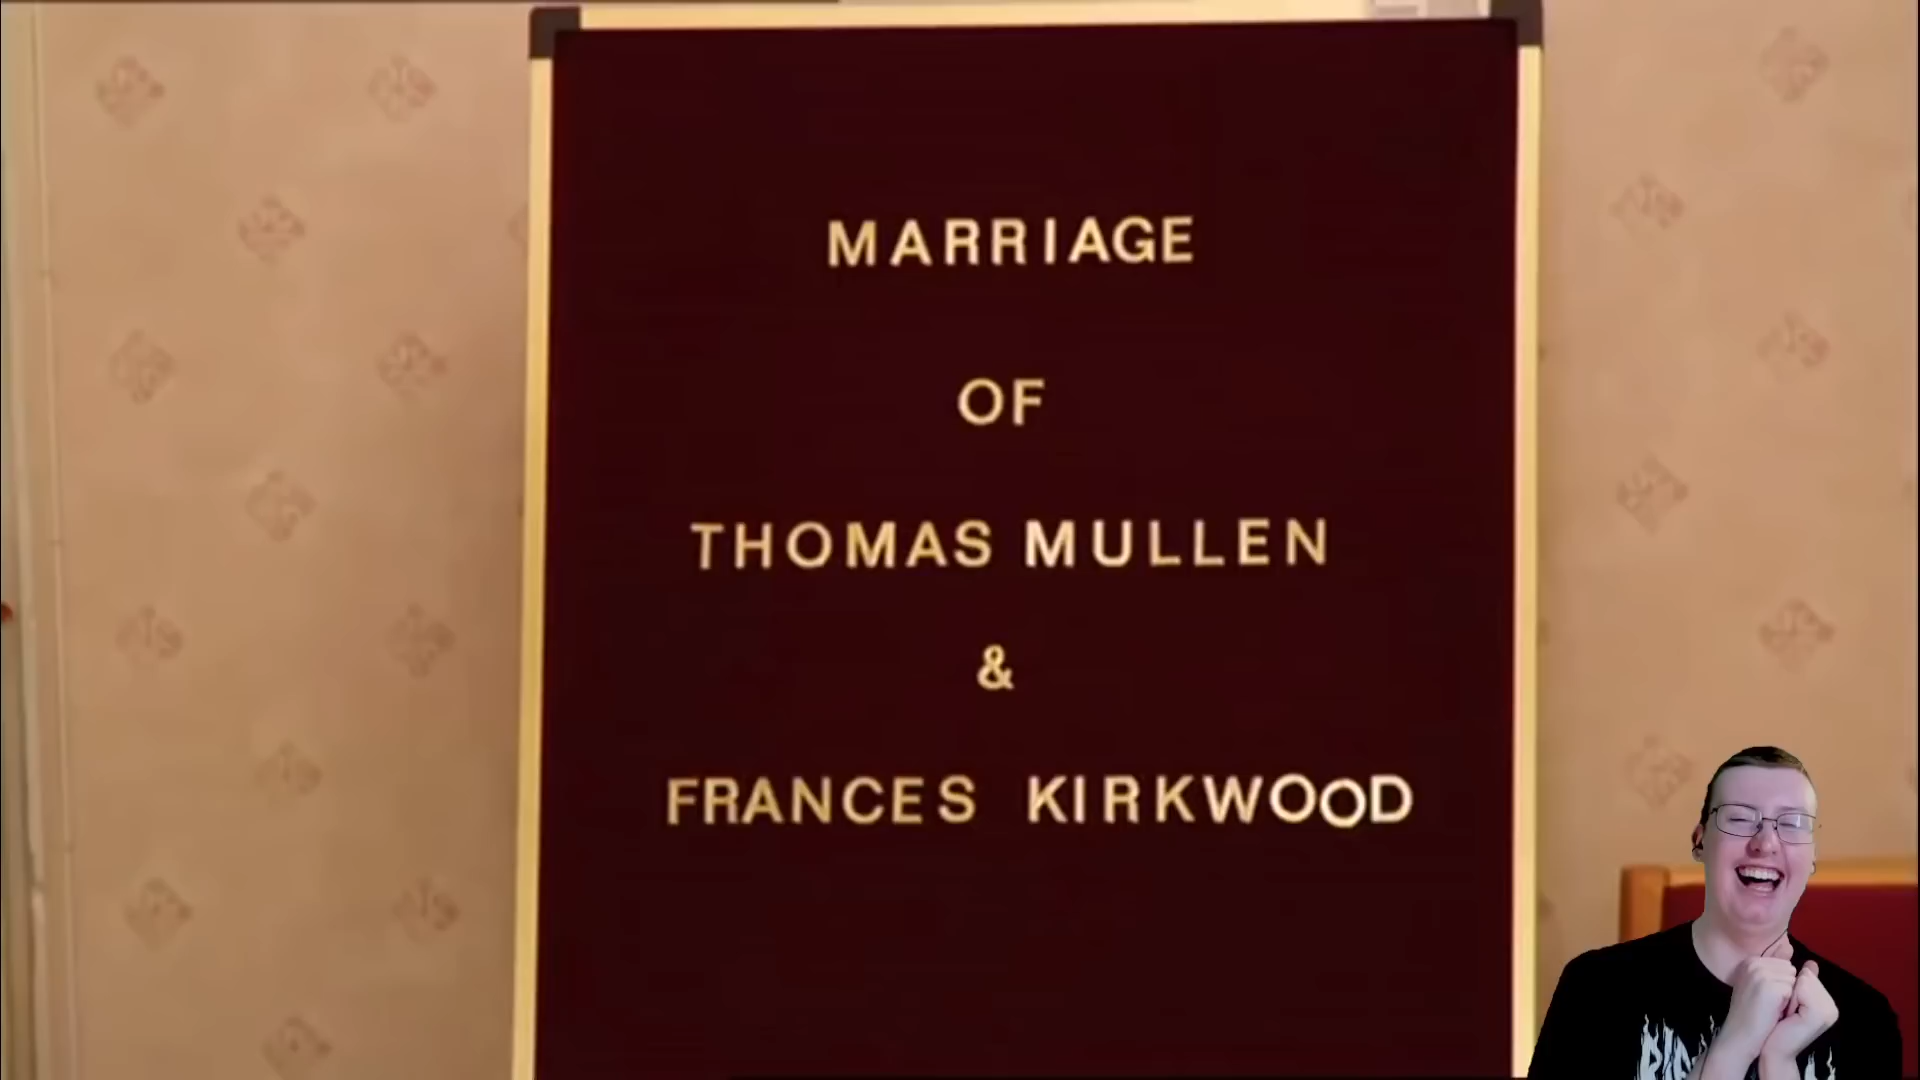 MARRIAGE
OF
THOMAS MULLEN
&
FRANCES KIRKWOOD